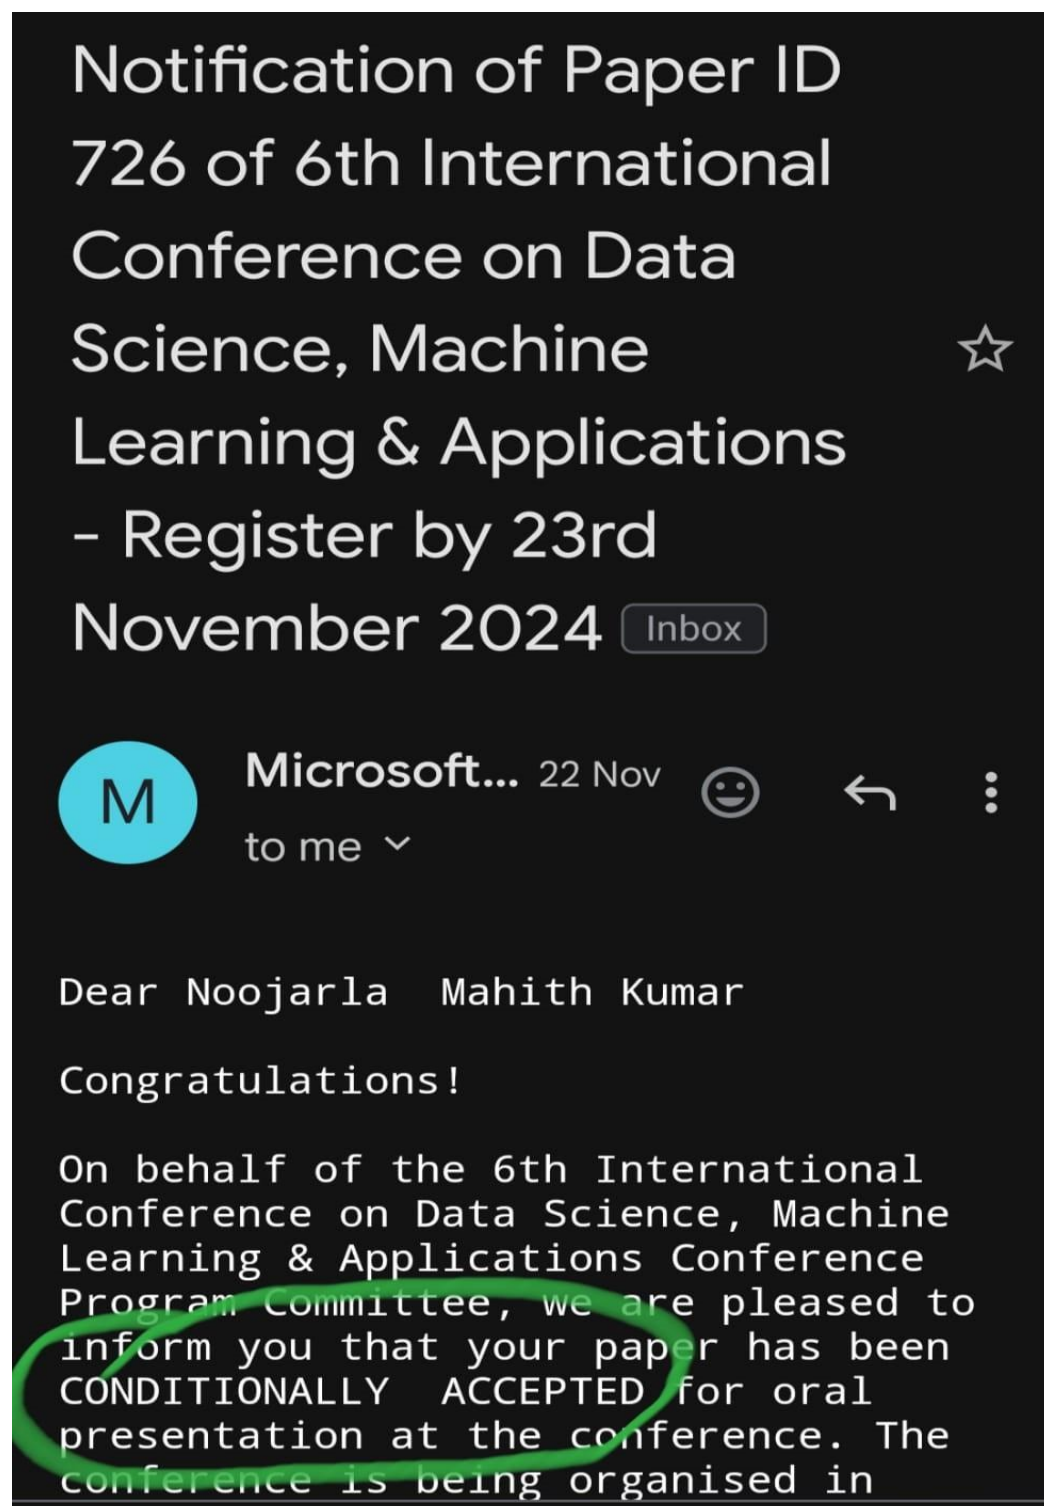 Notification of Paper ID
726 of 6th International
Conference on Data
Science, Machine
Learning & Applications
- Register by 23rd
November 2024 Inbox
M
Microsoft... 22 Nov
to me
Dear Noojarla  Mahith Kumar
Congratulations!
On behalf of the 6th International
Conference on Data Science, Machine
Learning & Applications Conference
Program Committee, we are pleased to
inform you that your paper has been
CONDITIONALLY  ACCEPTED for oral
presentation at the conference. The
conference is being organised in